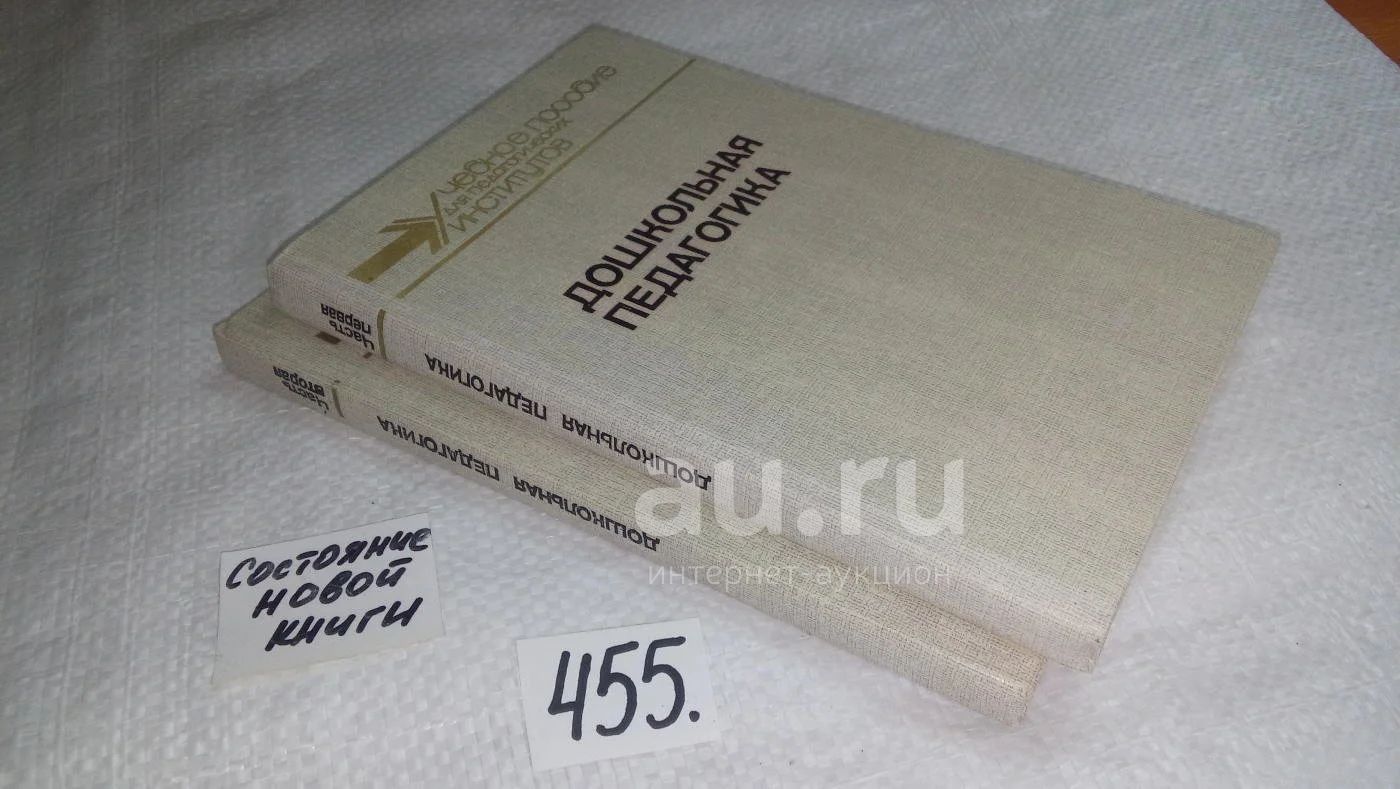 Учебное пособие
для педагогических
институтов
ДОШКОЛЬНАЯ
ПЕДАГОГИКА
Часть
первая
ДОШКОЛЬНАЯ ПЕДАГОГИКА
Часть
вторая
ДОШКОЛЬНАЯ ПЕДАГОГИКА
au.ru
интернет-аукцион
Состояние
новой
книги
455.